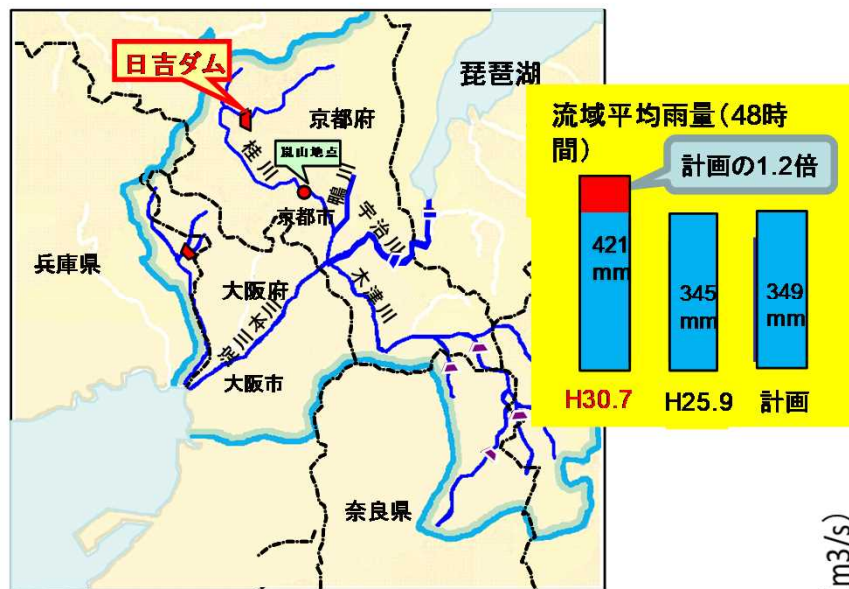 日吉ダム
琵琶湖
京都府
嵐山地点
桂川
鴨川
京都市
宇治川
兵庫県
大阪府
木津川
淀川本川
大阪市
奈良県
流域平均雨量(48時
間)
計画の1.2倍
421
mm
345
mm
349
mm
H30.7
H25.9
計画
m3/s)